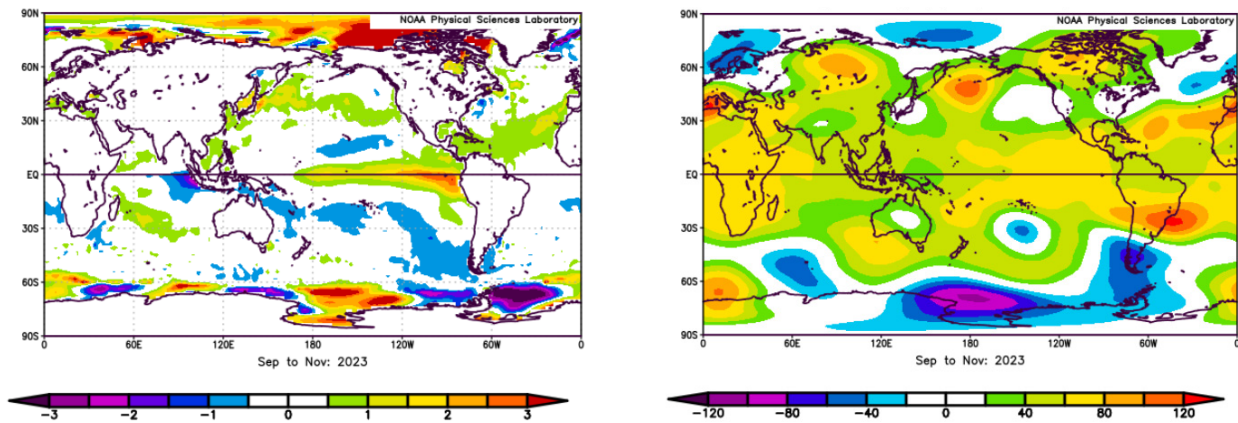 NOAA Physical Sciences Laboratory
90N
60N
30N
EQ
30S
60S
90S
0 60E 120E 180 120W 60W 0
Sep to Nov: 2023
-3 -2 -1 0 1 2 3
NOAA Physical Sciences Laboratory
90N
60N
30N
EQ
30S
60S
90S
0 60E 120E 180 120W 60W 0
Sep to Nov: 2023
-120 -80 -40 0 40 80 120